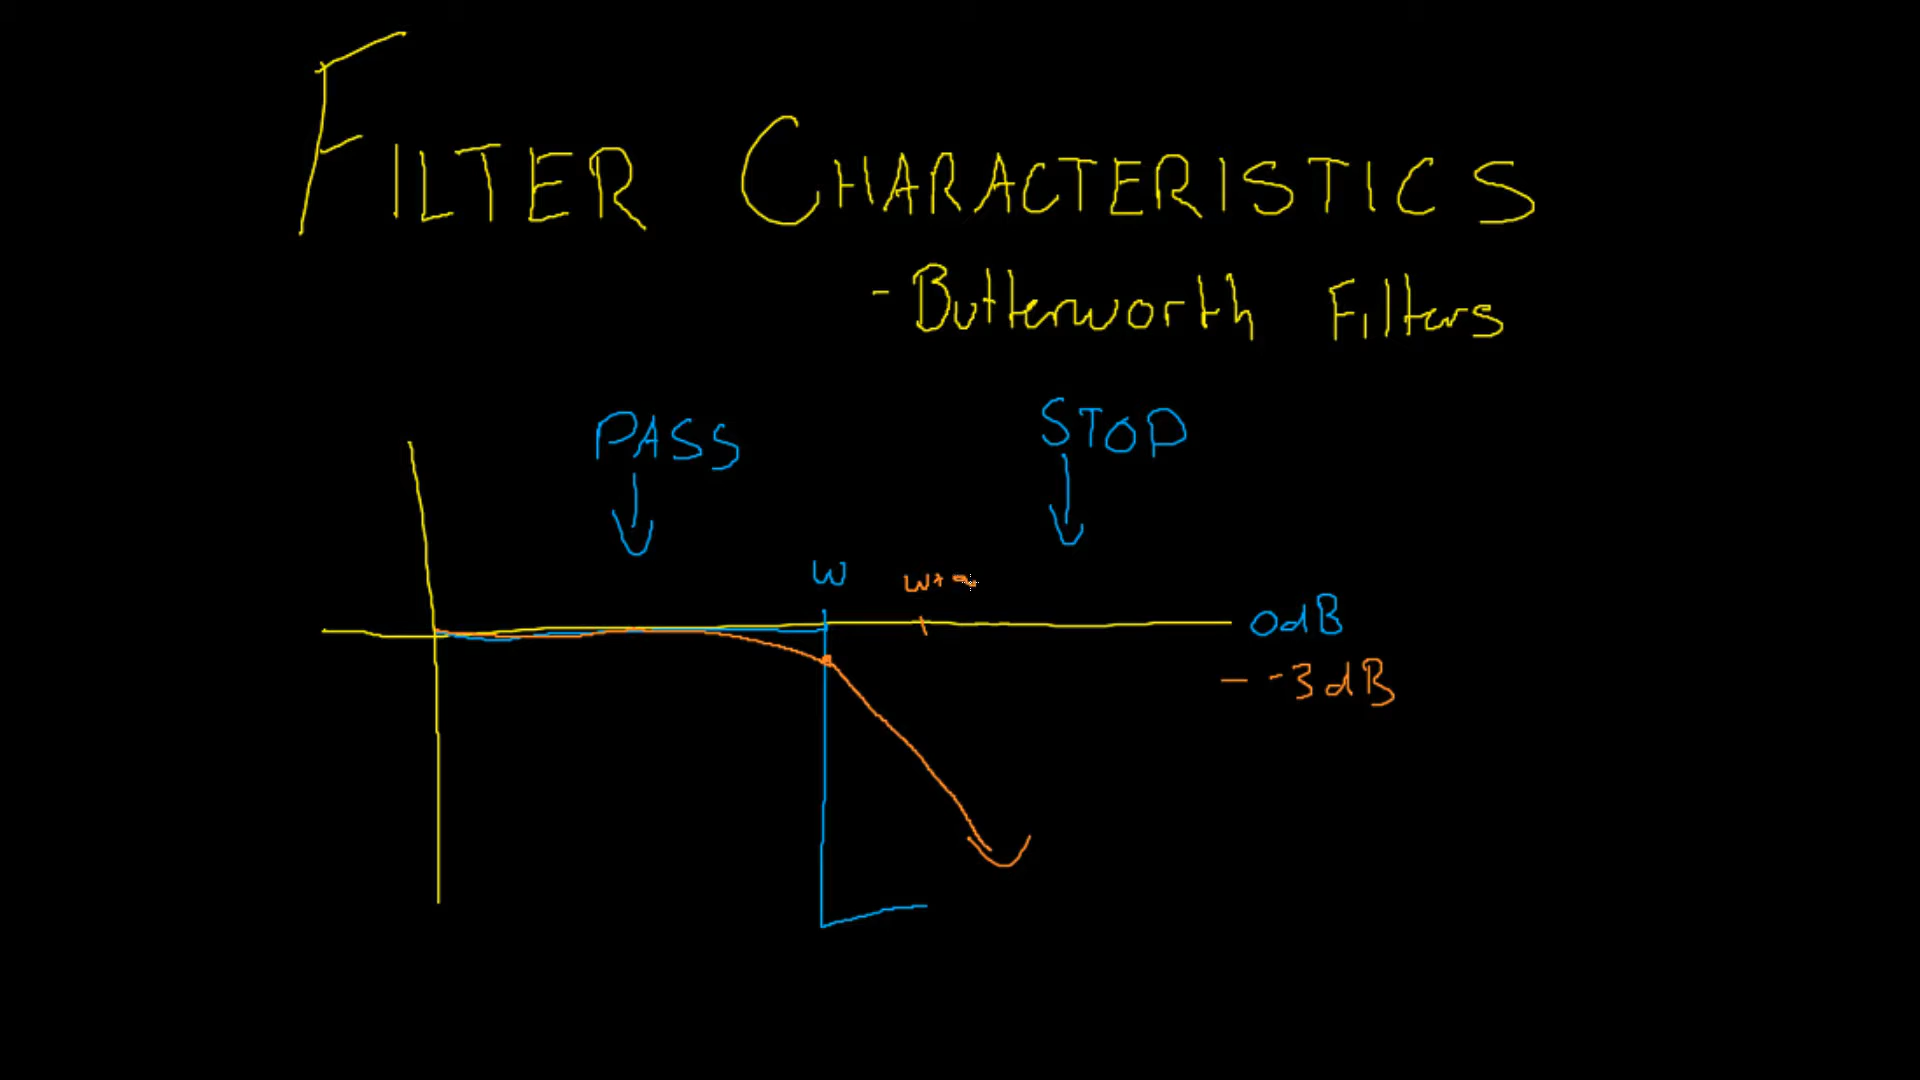 FILTER CHARACTERISTICS
- Butterworth Filters
PASS
STOP
W
W+
0dB
- -3dB